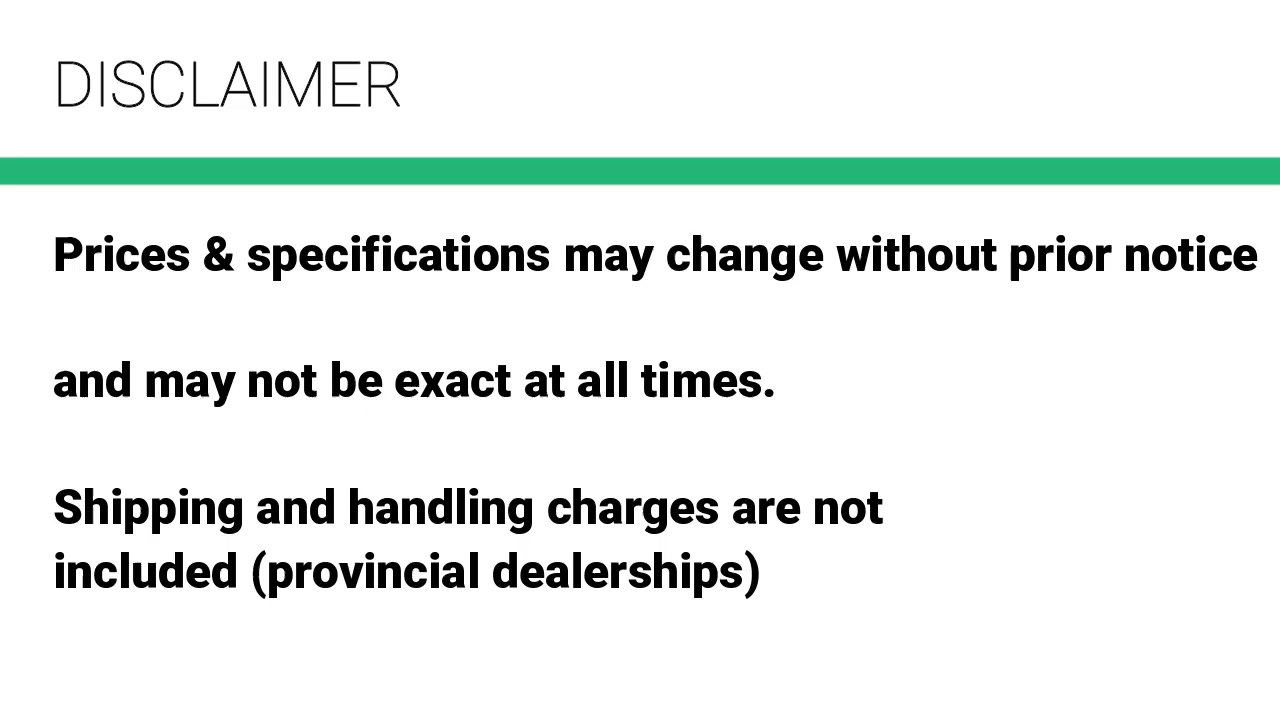 DISCLAIMER
Prices & specifications may change without prior notice
and may not be exact at all times.
Shipping and handling charges are not
included (provincial dealerships)